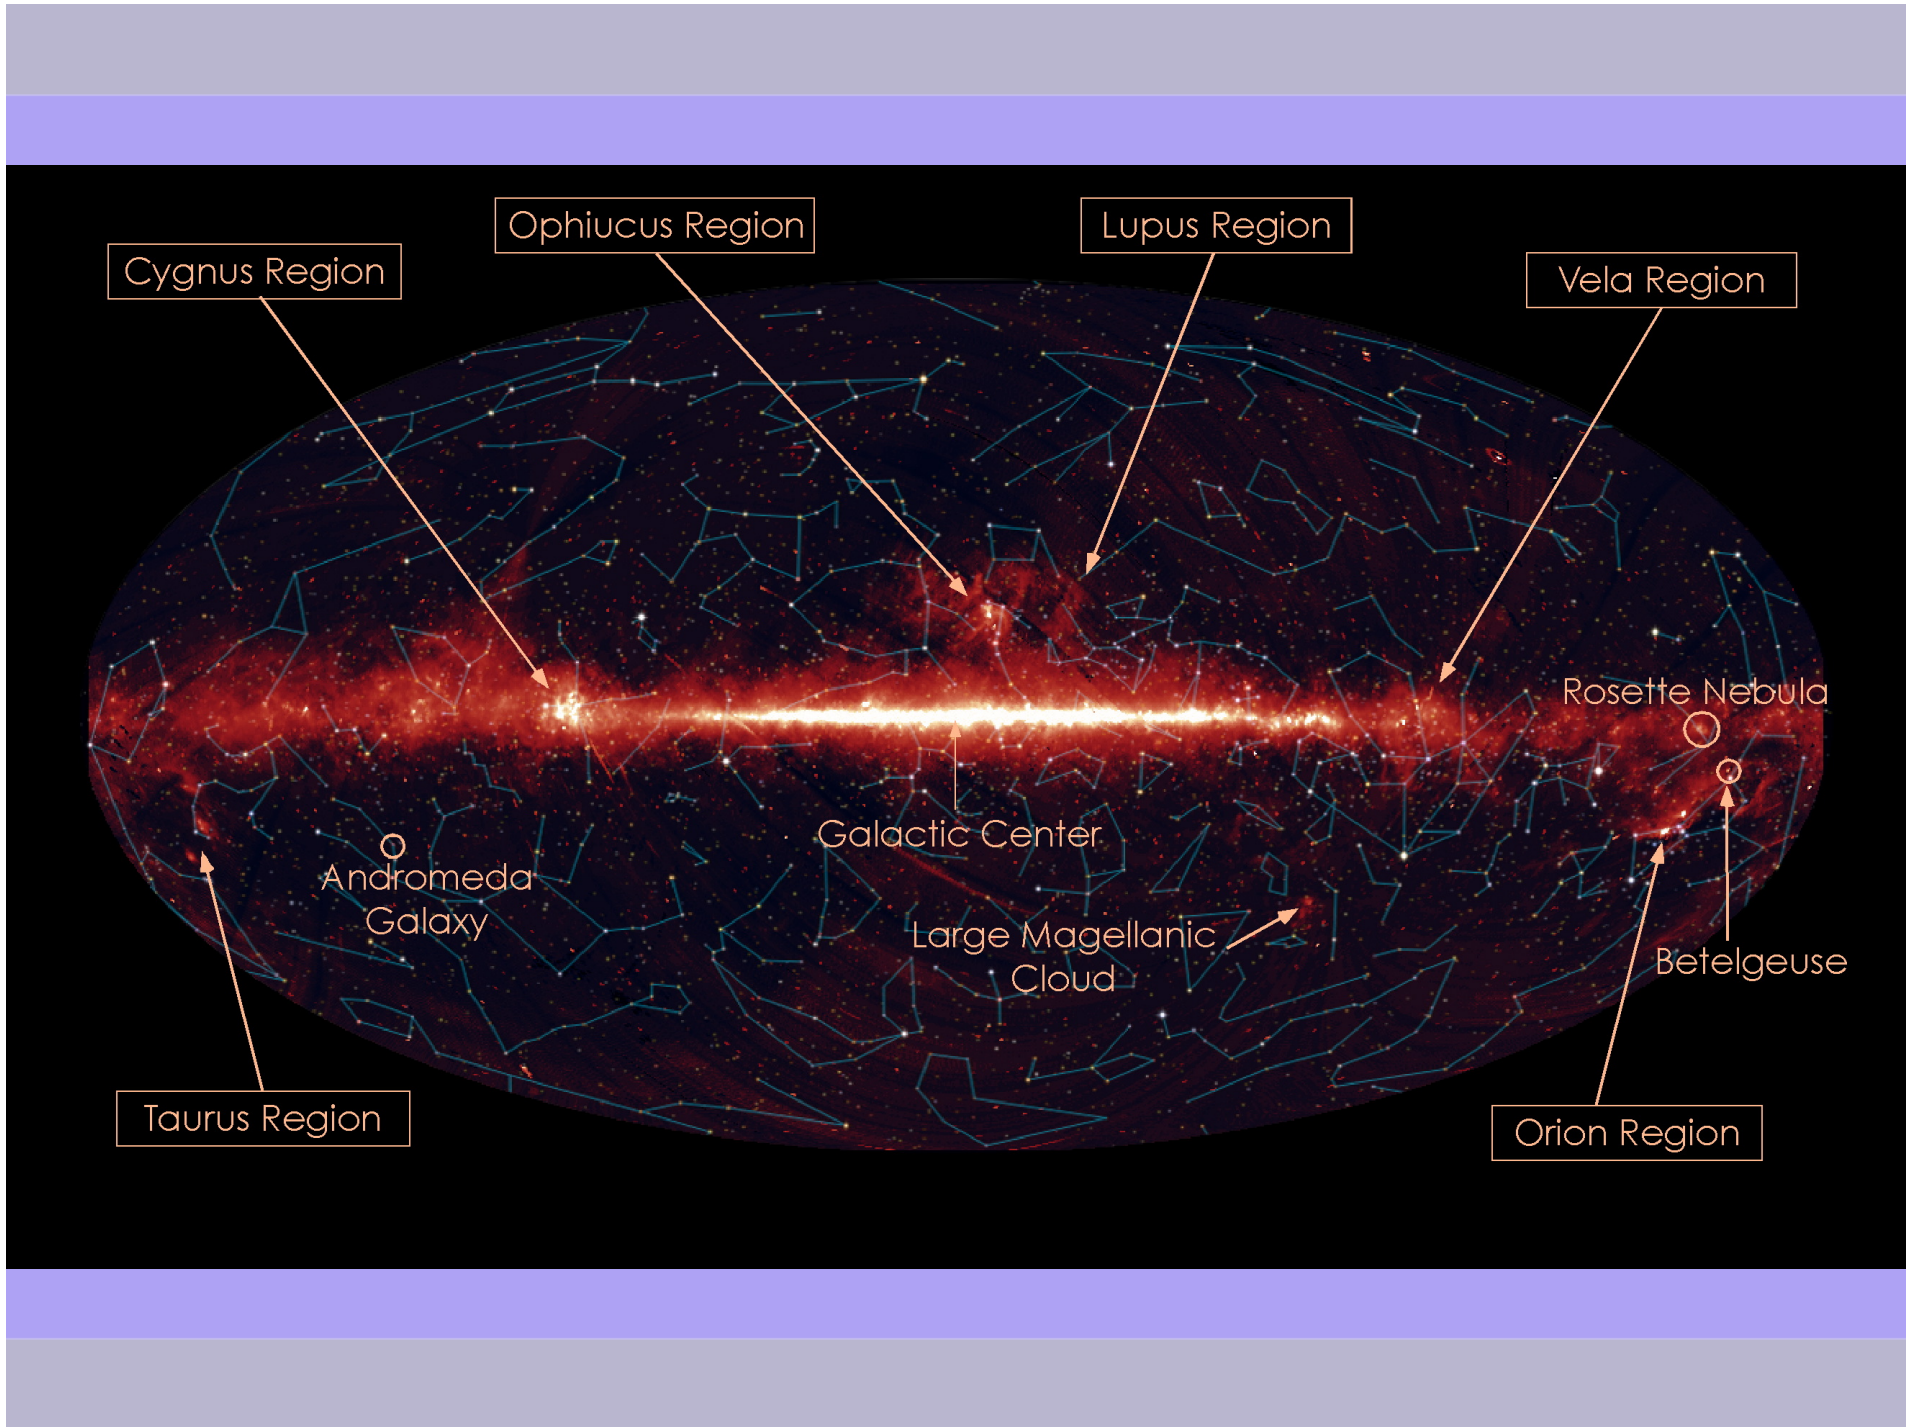 Ophiucus Region
Lupus Region
Cygnus Region
Vela Region
Rosette Nebula
Galactic Center
Andromeda
Galaxy
Large Magellanic
Cloud
Betelgeuse
Taurus Region
Orion Region